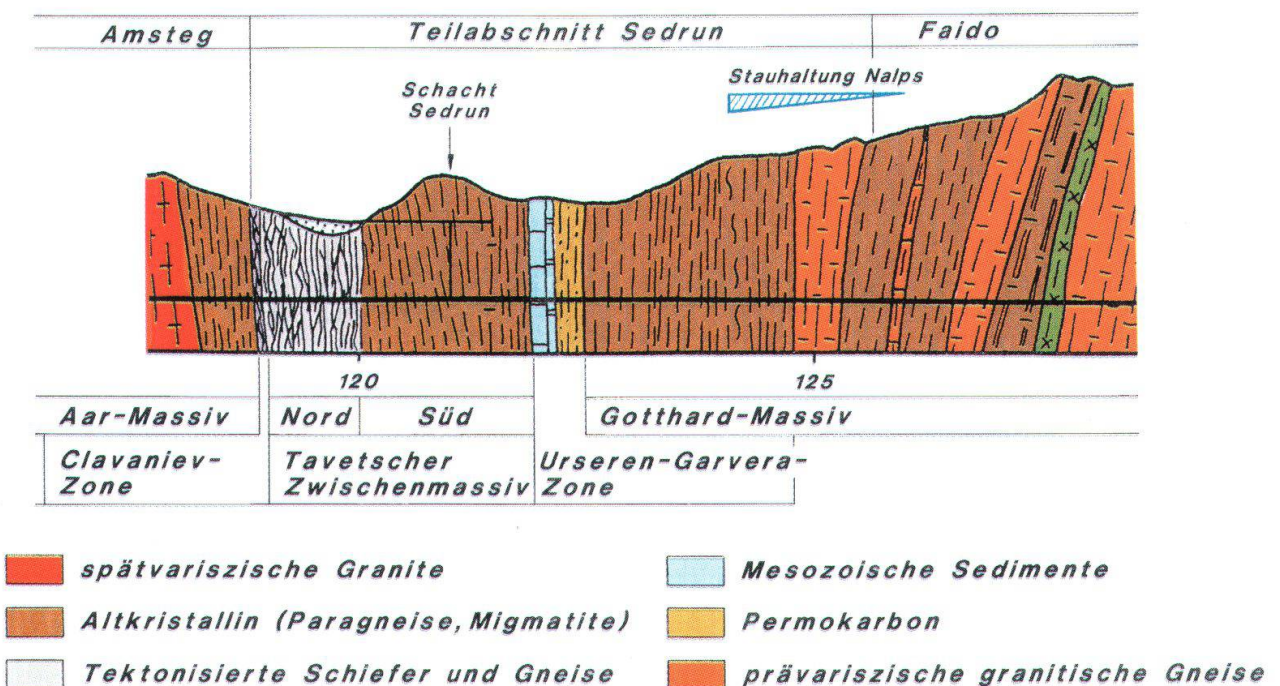 Amsteg
Teilabschnitt Sedrun
Faido
Stauhaltung Nalps
Schacht
Sedrun
120
125
Aar-Massiv
Nord
Süd
Gotthard-Massiv
Clavaniev-
Zone
Tavetscher
Zwischenmassiv
Urseren-Garvera-
Zone
spätvariszische Granite
Mesozoische Sedimente
Altkristallin (Paragneise, Migmatite)
Permokarbon
Tektonisierte Schiefer und Gneise
prävariszische granitische Gneise